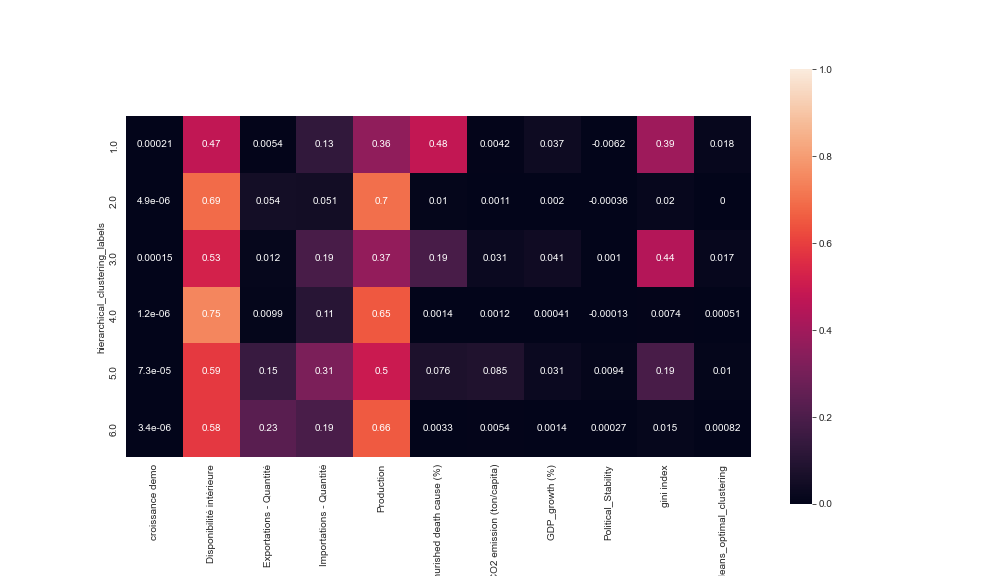 1.0
0.8
0.6
0.4
0.2
0.0
hierarchical_clustering_labels
1.0 0.00021 0.47 0.0054 0.13 0.36 0.48 0.0042 0.037 -0.0062 0.39 0.018
2.0 4.9e-06 0.69 0.054 0.051 0.7 0.01 0.0011 0.002 -0.00036 0.02 0
3.0 0.00015 0.53 0.012 0.19 0.37 0.19 0.031 0.041 0.001 0.44 0.017
4.0 1.2e-06 0.75 0.0099 0.11 0.65 0.0014 0.0012 0.00041 -0.00013 0.0074 0.00051
5.0 7.3e-05 0.59 0.15 0.31 0.5 0.076 0.085 0.031 0.0094 0.19 0.01
6.0 3.4e-06 0.58 0.23 0.19 0.66 0.0033 0.0054 0.0014 0.00027 0.015 0.00082
croissance demo
Disponibilité intérieure
Exportations - Quantité
Importations - Quantité
Production
death cause (%)
emission (ton/capita)
GDP_growth (%)
Political_Stability
gini index